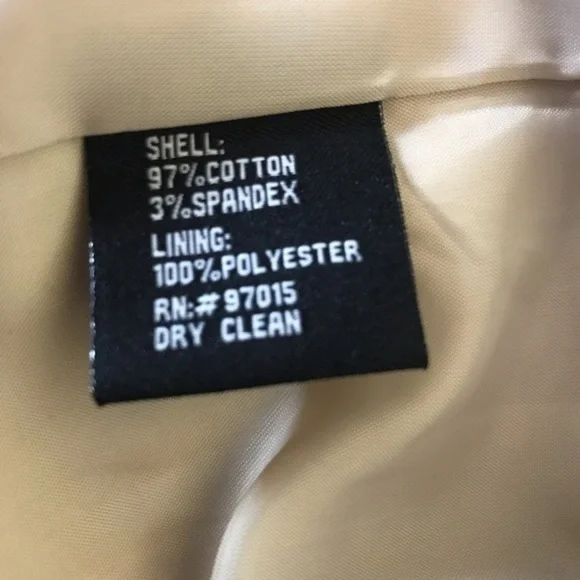 SHELL:
97%COTTON
3%SPANDEX
LINING:
100%POLYESTER
RN:#97015
DRY CLEAN